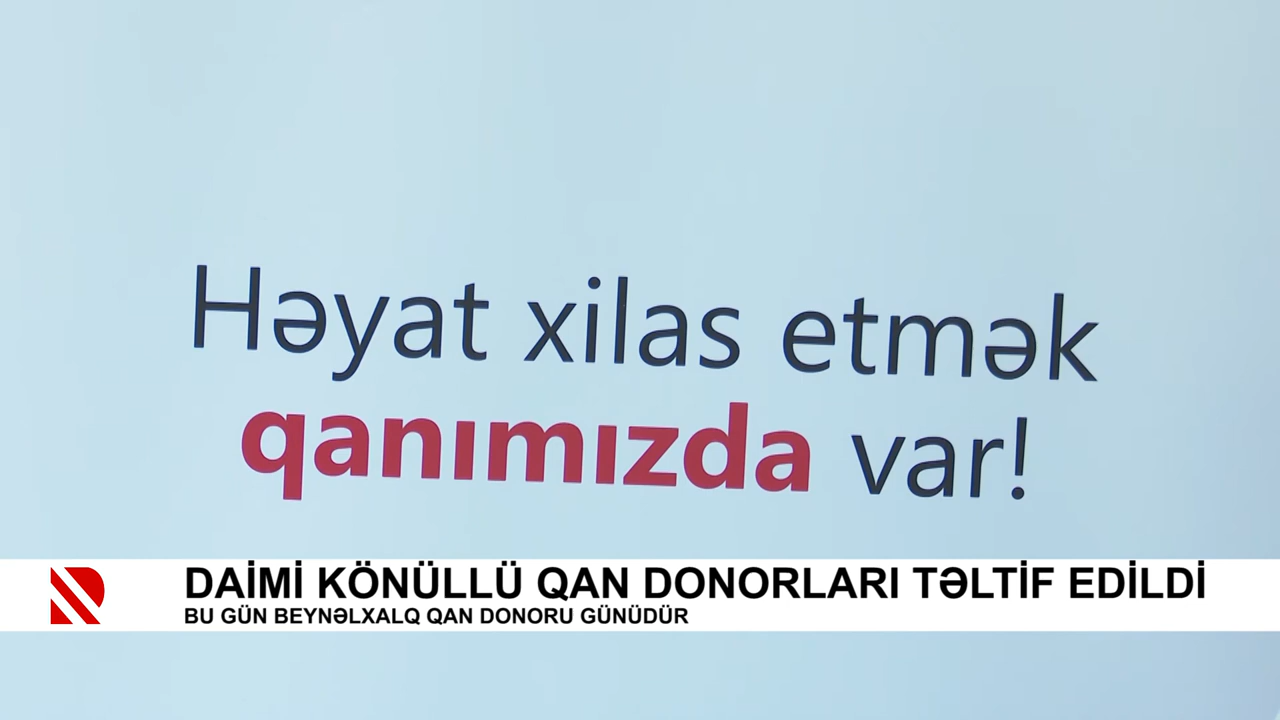 Həyat xilas etmək
qanımızda var!
DAİMİ KÖNÜLLÜ QAN DONORLARI TƏLTİF EDİLDİ
BU GÜN BEYNƏLXALQ QAN DONORU GÜNÜDÜR